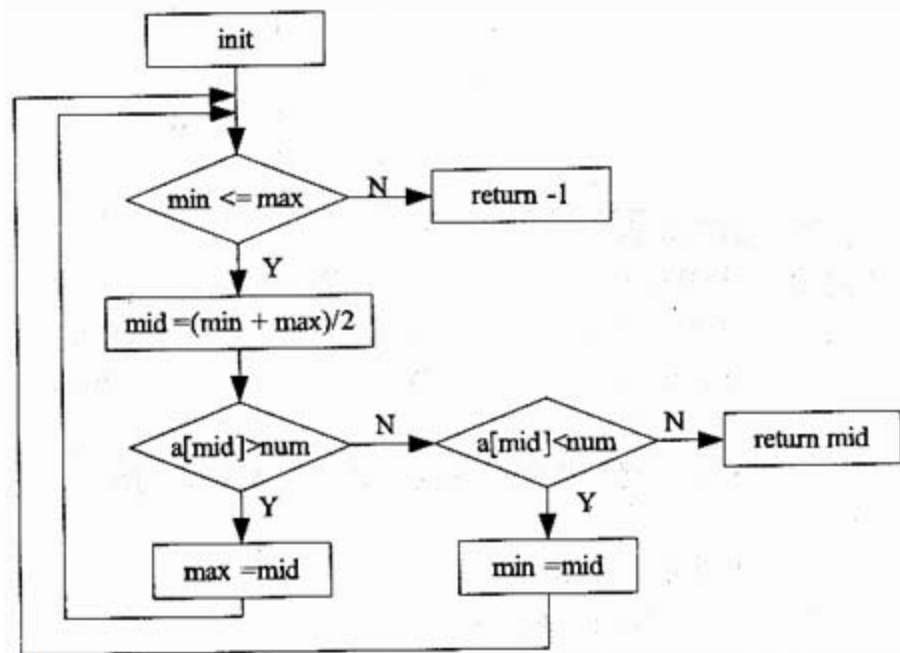 init
min <= max
N
return -1
Y
mid =(min + max)/2
a[mid]>num
N
a[mid]<num
N
return mid
Y
Y
max =mid
min =mid